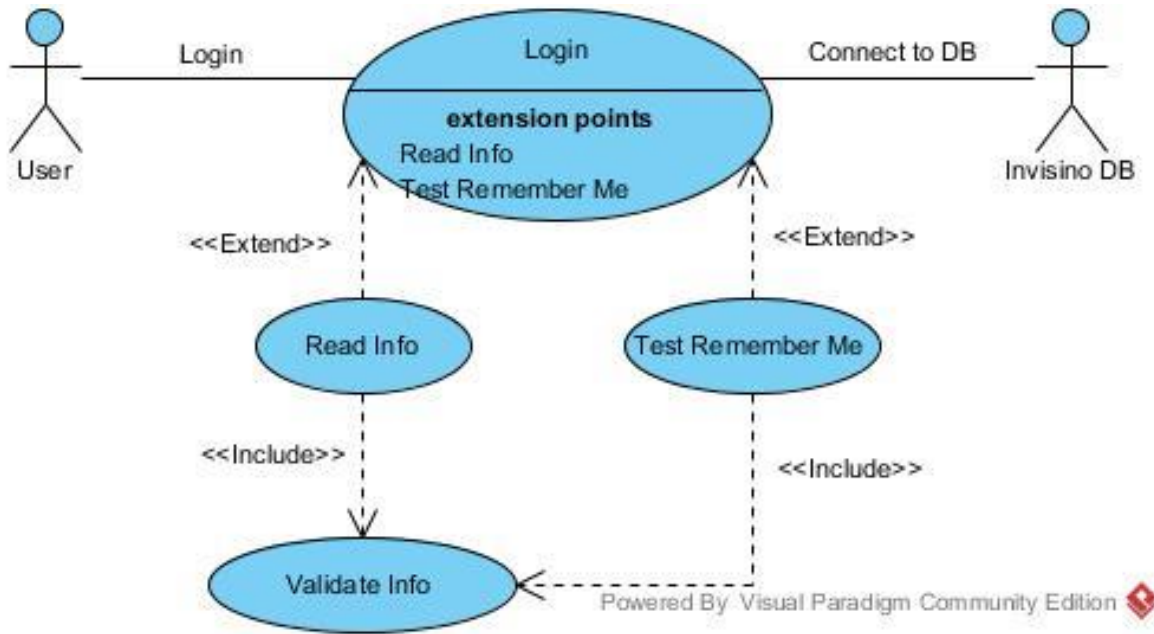 Login
Login
Connect to DB
extension points
Read Info
Test Remember Me
User
Invisino DB
<<Extend>>
<<Extend>>
Read Info
Test Remember Me
<<Include>>
<<Include>>
Validate Info
Powered By Visual Paradigm Community Edition